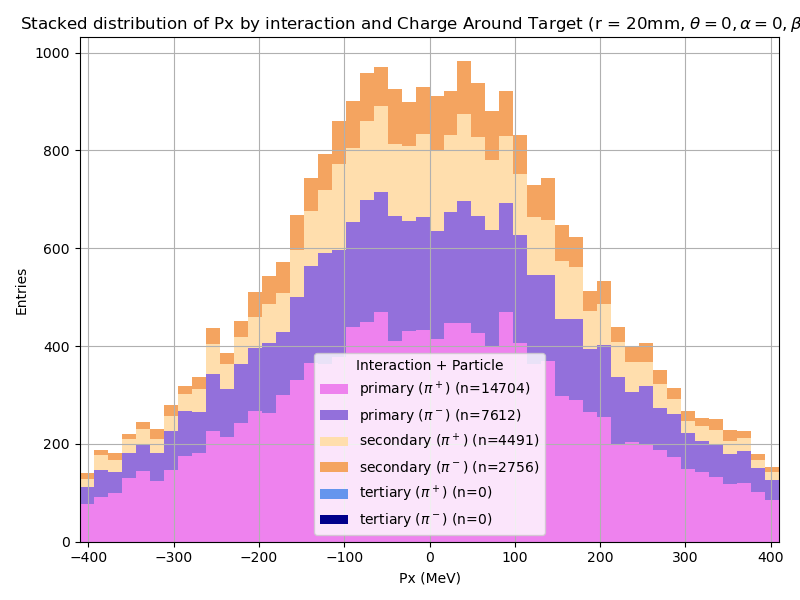 Stacked distribution of Px by interaction and Charge Around Target (r = 20mm, θ = 0, α = 0, β
1000
800
600
400
200
0
Entries
Interaction + Particle
primary (π⁺) (n=14704)
primary (π⁻) (n=7612)
secondary (π⁺) (n=4491)
secondary (π⁻) (n=2756)
tertiary (π⁺) (n=0)
tertiary (π⁻) (n=0)
−400 −300 −200 −100 0 100 200 300 400
Px (MeV)